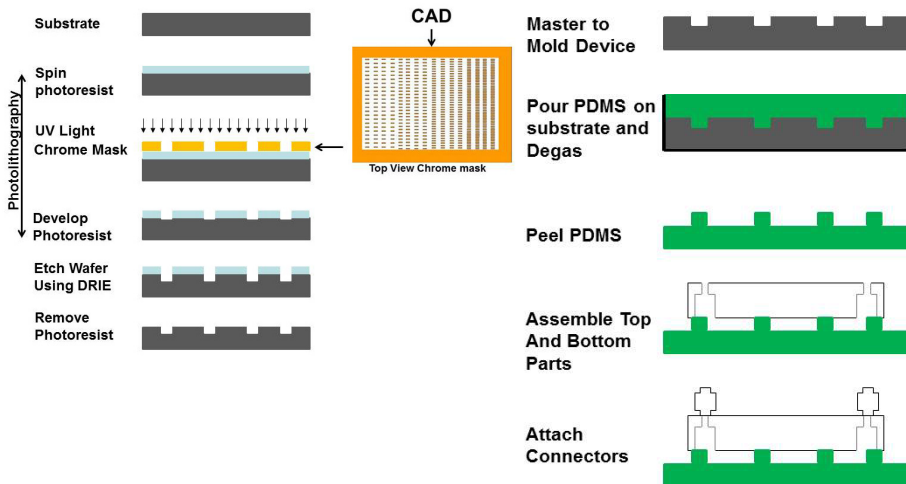 Substrate
Spin
photoresist
UV Light
Chrome Mask
Develop
Photoresist
Etch Wafer
Using DRIE
Remove
Photoresist
Photolithography
CAD
Top View Chrome mask
Master to
Mold Device
Pour PDMS on
substrate and
Degas
Peel PDMS
Assemble Top
And Bottom
Parts
Attach
Connectors